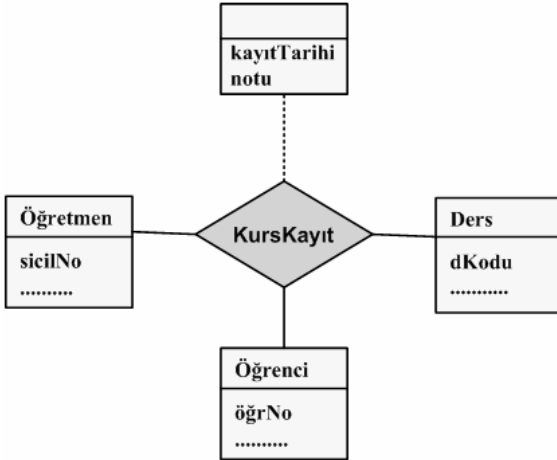 kayıtTarihi
notu
Öğretmen
sicilNo
..........
KursKayıt
Ders
dKodu
...........
Öğrenci
öğrNo
..........